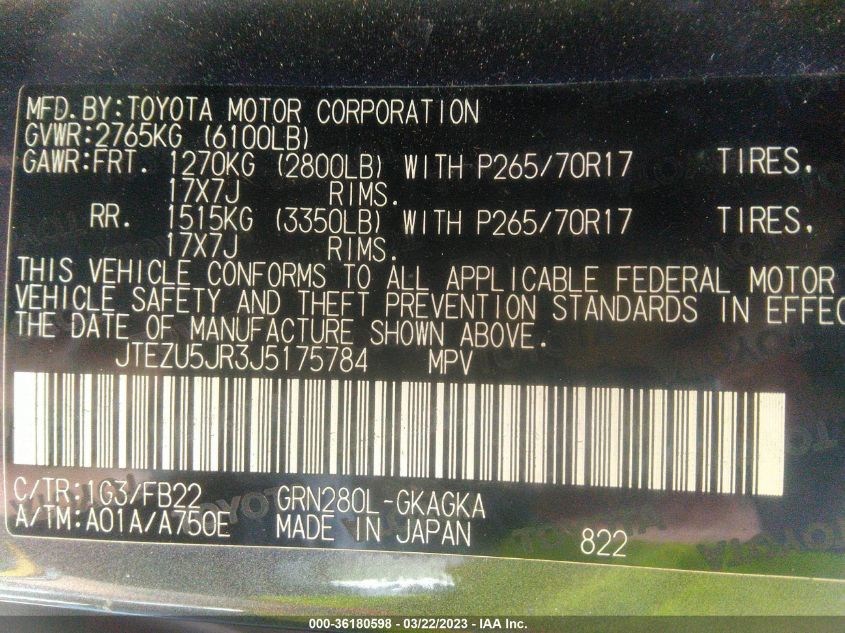 MFD.BY:TOYOTA MOTOR CORPORATION
GVWR:2765KG (6100LB)
GAWR:FRT. 1270KG (2800LB) WITH P265/70R17 TIRES,
17X7J RIMS.
RR. 1515KG (3350LB) WITH P265/70R17 TIRES,
17X7J RIMS.
THIS VEHICLE CONFORMS TO ALL APPLICABLE FEDERAL MOTOR
VEHICLE SAFETY AND THEFT PREVENTION STANDARDS IN EFFEC
THE DATE OF MANUFACTURE SHOWN ABOVE.
JTEZU5JR3J5175784 MPV
C/TR:1G3/FB22 GRN280L-GKAGKA
A/TM:A01A/A750E MADE IN JAPAN 822
000-36180598 - 03/22/2023 - IAA Inc.